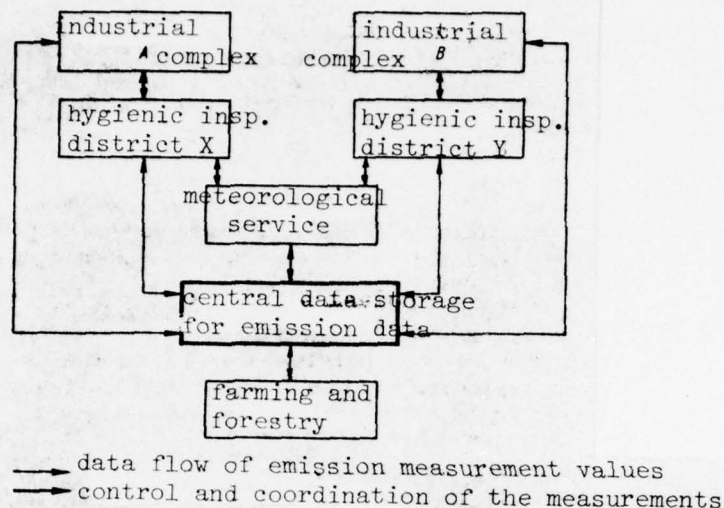 industrial
A complex
industrial
complex B
hygienic insp.
district X
hygienic insp.
district Y
meteorological
service
central data storage
for emission data
farming and
forestry
data flow of emission measurement values
control and coordination of the measurements